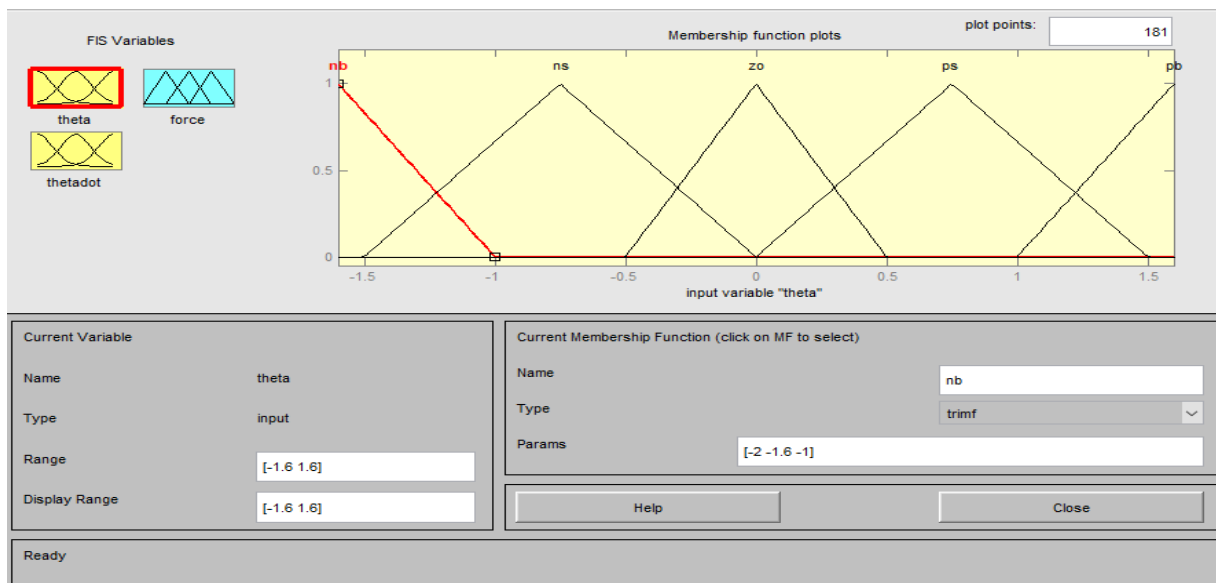 FIS Variables
theta
force
thetadot
Membership function plots
plot points:
181
nb
ns
zo
ps
pb
1
0.5
0
-1.5
-1
-0.5
0
0.5
1
1.5
input variable "theta"
Current Variable
Name
theta
Type
input
Range
[-1.6 1.6]
Display Range
[-1.6 1.6]
Current Membership Function (click on MF to select)
Name
nb
Type
trimf
Params
[-2 -1.6 -1]
Help
Close
Ready